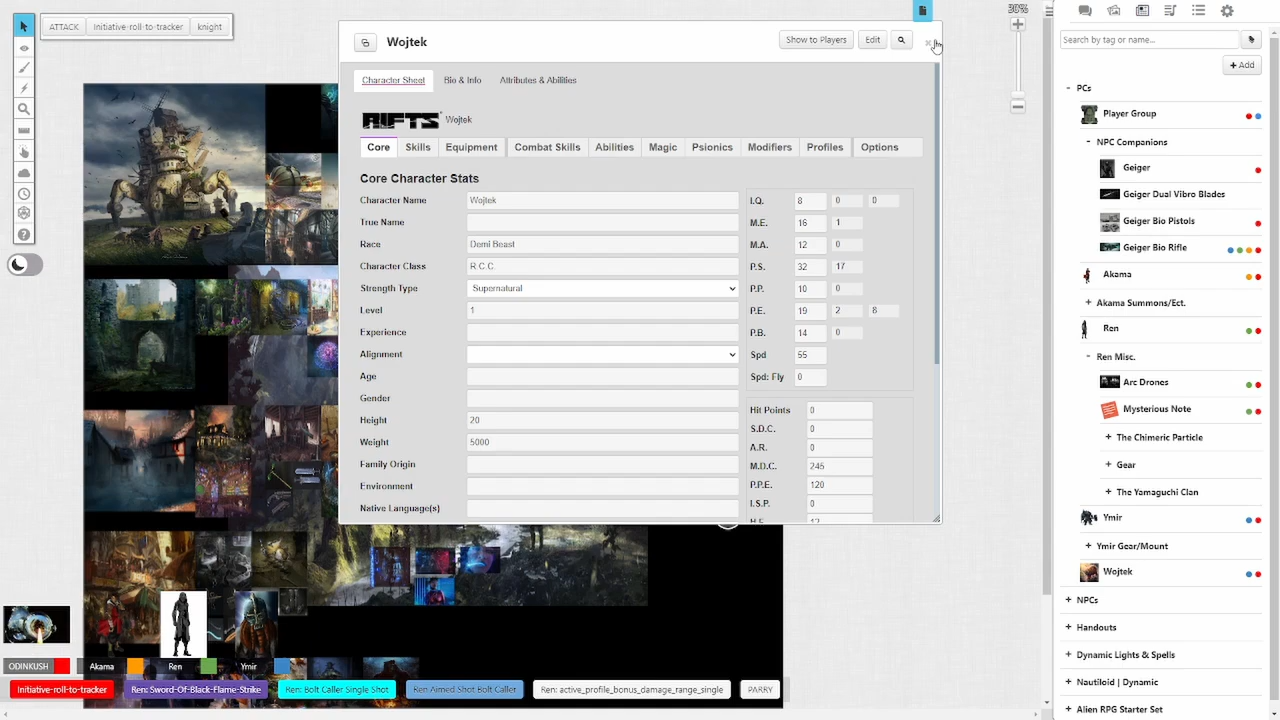 ATTACK Initiative-roll-to-tracker knight
Wojtek
Show to Players Edit
Character Sheet Bio & Info Attributes & Abilities
RIFTS Wojtek
Core Skills Equipment Combat Skills Abilities Magic Psionics Modifiers Profiles Options
Core Character Stats
Character Name Wojtek
True Name
Race Demi Beast
Character Class R.C.C.
Strength Type Supernatural
Level 1
Experience
Alignment
Age
Gender
Height 20
Weight 5000
Family Origin
Environment
Native Language(s)
I.Q. 8 0 0
M.E. 16 1
M.A. 12 0
P.S. 32 17
P.P. 10 0
P.E. 19 2 8
P.B. 14 0
Spd 55
Spd: Fly 0
Hit Points 0
S.D.C. 0
A.R. 0
M.D.C. 245
P.P.E. 120
I.S.P. 0
30%
Search by tag or name...
+ Add
PCs
Player Group
NPC Companions
Geiger
Geiger Dual Vibro Blades
Geiger Bio Pistols
Geiger Bio Rifle
Akama
+ Akama Summons/Ect.
Ren
- Ren Misc.
Arc Drones
Mysterious Note
+ The Chimeric Particle
+ Gear
+ The Yamaguchi Clan
Ymir
+ Ymir Gear/Mount
Wojtek
+ NPCs
+ Handouts
+ Dynamic Lights & Spells
+ Nautiloid | Dynamic
+ Alien RPG Starter Set
ODINKUSH Akama Ren Ymir
Initiative-roll-to-tracker Ren: Sword-Of-Black-Flame-Strike Ren: Bolt Caller Single Shot Ren Aimed Shot Bolt Caller Ren: active_profile_bonus_damage_range_single PARRY